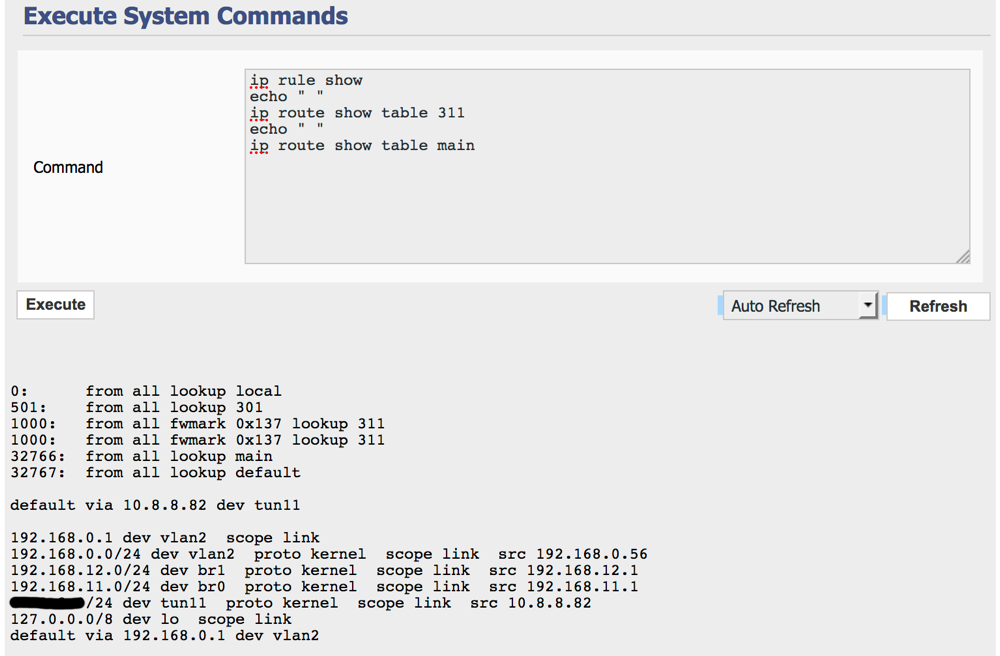 Execute System Commands
Command
ip rule show
echo " "
ip route show table 311
echo " "
ip route show table main
Execute
Auto Refresh
Refresh
0: from all lookup local
501: from all lookup 301
1000: from all fwmark 0x137 lookup 311
1000: from all fwmark 0x137 lookup 311
32766: from all lookup main
32767: from all lookup default
default via 10.8.8.82 dev tun11
192.168.0.1 dev vlan2 scope link
192.168.0.0/24 dev vlan2 proto kernel scope link src 192.168.0.56
192.168.12.0/24 dev br1 proto kernel scope link src 192.168.12.1
192.168.11.0/24 dev br0 proto kernel scope link src 192.168.11.1
/24 dev tun11 proto kernel scope link src 10.8.8.82
127.0.0.0/8 dev lo scope link
default via 192.168.0.1 dev vlan2